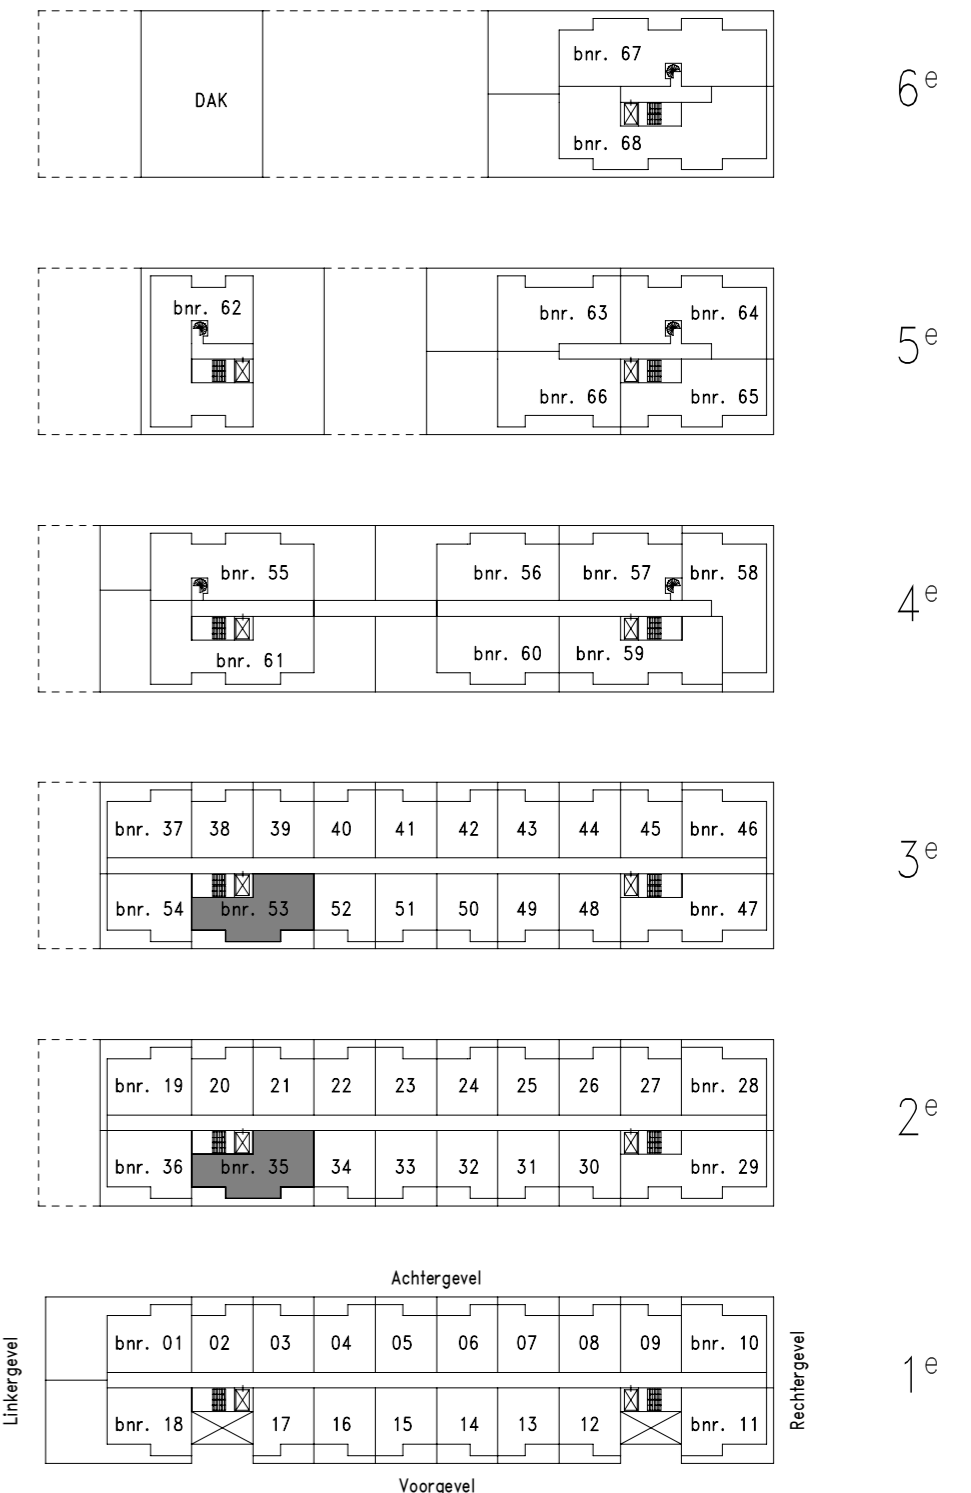 bnr. 67
6e
DAK
bnr. 68
bnr. 62
bnr. 63
bnr. 64
5e
bnr. 66
bnr. 65
bnr. 55
bnr. 56
bnr. 57
bnr. 58
4e
bnr. 61
bnr. 60
bnr. 59
bnr. 37 38 39 40 41 42 43 44 45 bnr. 46
3e
bnr. 54 bnr. 53 52 51 50 49 48 bnr. 47
bnr. 19 20 21 22 23 24 25 26 27 bnr. 28
2e
bnr. 36 bnr. 35 34 33 32 31 30 bnr. 29
Achtergevel
bnr. 01 02 03 04 05 06 07 08 09 bnr. 10
Linkergevel
Rechtergevel
1e
bnr. 18 17 16 15 14 13 12 bnr. 11
Voorgevel